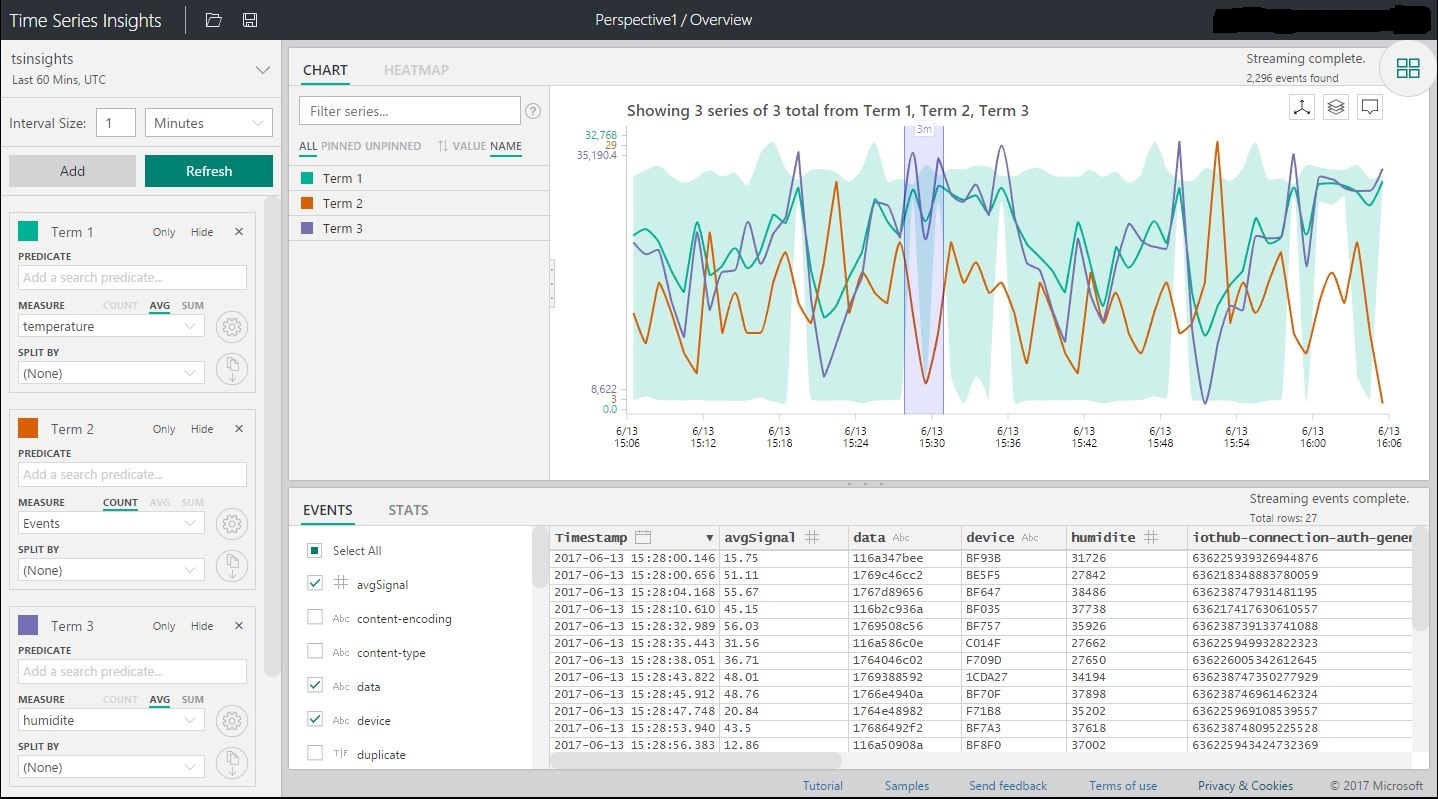 Time Series Insights
Perspective1 / Overview
tsinsights
Last 60 Mins, UTC
Interval Size: 1 Minutes
Add Refresh
Term 1 Only Hide ×
PREDICATE
Add a search predicate...
MEASURE COUNT AVG SUM
temperature
SPLIT BY
(None)
Term 2 Only Hide ×
PREDICATE
Add a search predicate...
MEASURE COUNT AVG SUM
Events
SPLIT BY
(None)
Term 3 Only Hide ×
PREDICATE
Add a search predicate...
MEASURE COUNT AVG SUM
humidite
SPLIT BY
(None)
CHART HEATMAP
Streaming complete.
2,296 events found
Filter series... ?
ALL PINNED UNPINNED VALUE NAME
Term 1
Term 2
Term 3
Showing 3 series of 3 total from Term 1, Term 2, Term 3
3m
32,768
29
35,190.4
8,622
3
0.0
6/13 6/13 6/13 6/13 6/13 6/13 6/13 6/13 6/13 6/13 6/13
15:06 15:12 15:18 15:24 15:30 15:36 15:42 15:48 15:54 16:00 16:06
EVENTS STATS
Streaming events complete.
Total rows: 27
Select All
# avgSignal
Abc content-encoding
Abc content-type
Abc data
Abc device
T|F duplicate
Timestamp avgSignal # data Abc device Abc humidite # iothub-connection-auth-gener
2017-06-13 15:28:00.146 15.75 116a347bee BF93B 31726 636225939326944876
2017-06-13 15:28:00.656 51.11 1769c46cc2 BE5F5 27842 636218348883780059
2017-06-13 15:28:04.168 55.67 1767d89656 BF647 38486 636238747931481195
2017-06-13 15:28:10.610 45.15 116b2c936a BF035 37738 636217417630610557
2017-06-13 15:28:32.989 56.03 1769508c56 BF757 35926 636238739133741088
2017-06-13 15:28:35.443 31.56 116a586c0e C014F 27662 636225949932822323
2017-06-13 15:28:38.051 36.71 1764046c02 F709D 27650 636226005342612645
2017-06-13 15:28:43.822 48.01 1769388592 1CDA27 34194 636238747350277929
2017-06-13 15:28:45.912 48.76 1766e4940a BF70F 37898 636238746961462324
2017-06-13 15:28:47.748 20.84 1764e48982 F71B8 35202 636225969108539557
2017-06-13 15:28:53.940 43.5 17686492f2 BF7A3 37618 636238748095225528
2017-06-13 15:28:56.383 12.86 116a50908a BF8F0 37002 636225943424732369
Tutorial Samples Send feedback Terms of use Privacy & Cookies © 2017 Microsoft